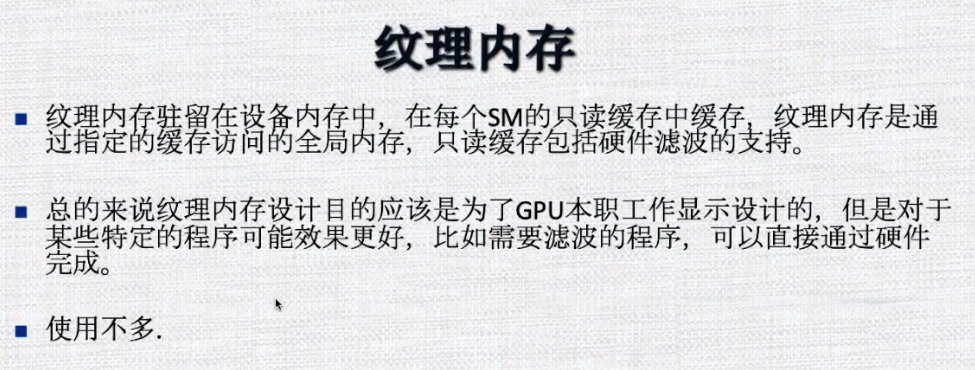 纹理内存
纹理内存驻留在设备内存中，在每个SM的只读缓存中缓存，纹理内存是通
过指定的缓存访问的全局内存，只读缓存包括硬件滤波的支持。
总的来说纹理内存设计目的应该是为了GPU本职工作显示设计的，但是对于
某些特定的程序可能效果更好，比如需要滤波的程序，可以直接通过硬件
完成。
使用不多.